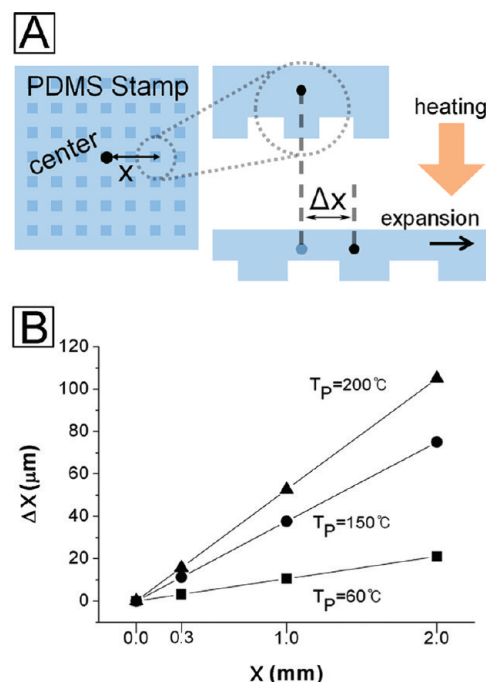 A
PDMS Stamp
center
x
heating
Δx
expansion
B
120
100
80
60
40
20
0
ΔX (μm)
T_P=200℃
T_P=150℃
T_P=60℃
0.0
0.3
1.0
2.0
X (mm)